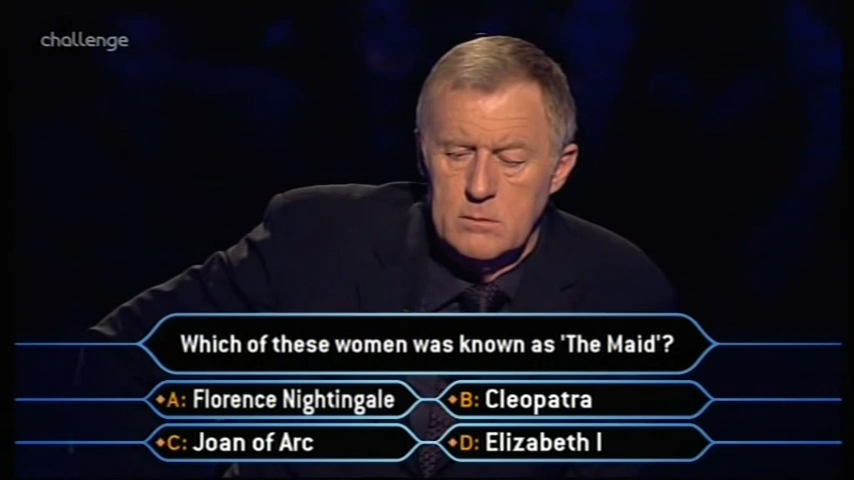 challenge
Which of these women was known as 'The Maid'?
A: Florence Nightingale
B: Cleopatra
C: Joan of Arc
D: Elizabeth I